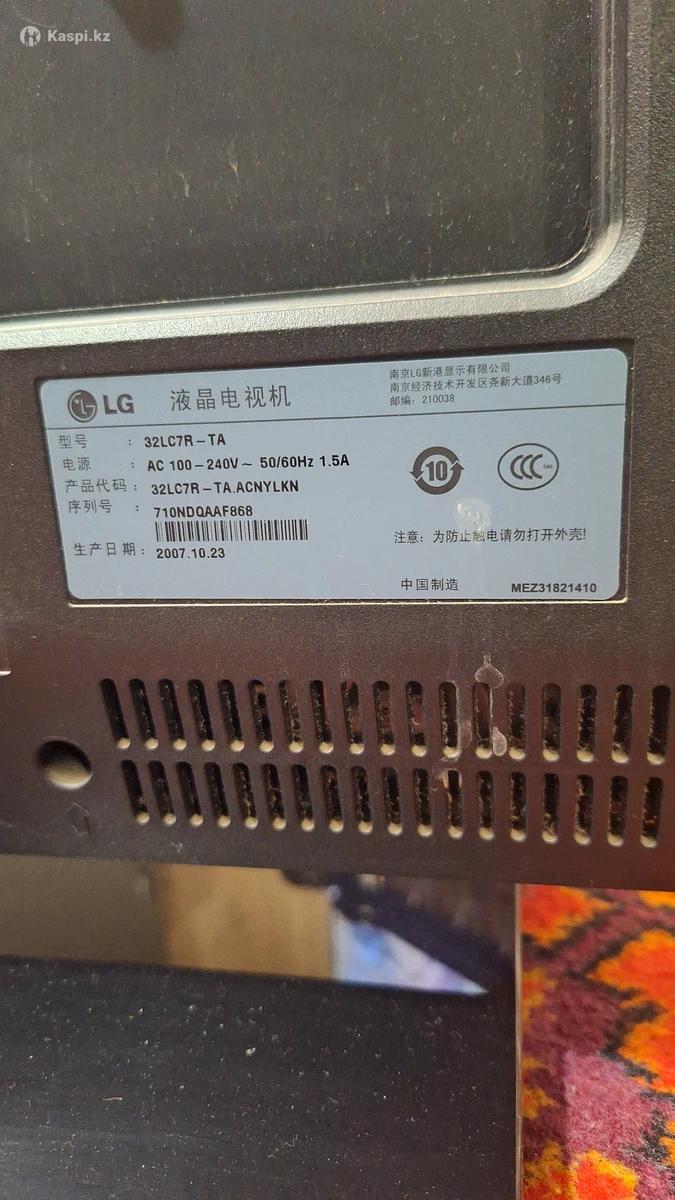 Kaspi.kz
LG 液晶电视机
南京LG新港显示有限公司
南京经济技术开发区尧新大道346号
邮编: 210038
型号 : 32LC7R-TA
电源 : AC 100-240V~ 50/60Hz 1.5A
产品代码 : 32LC7R-TA.ACNYLKN
序列号 : 710NDQAAF868
生产日期: 2007.10.23
10
CCC S&E
注意: 为防止触电请勿打开外壳!
中国制造
MEZ31821410